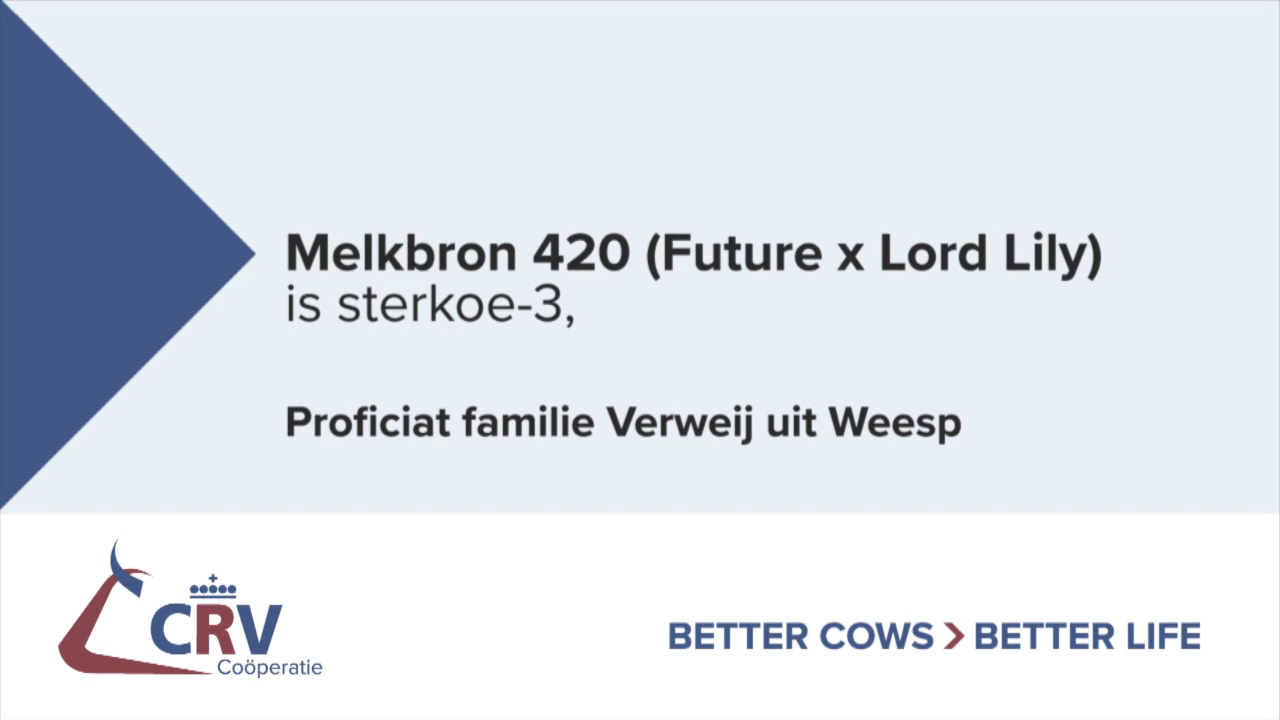 Melkbron 420 (Future x Lord Lily)
is sterkoe-3,
Proficiat familie Verweij uit Weesp
CRV
Coöperatie
BETTER COWS > BETTER LIFE